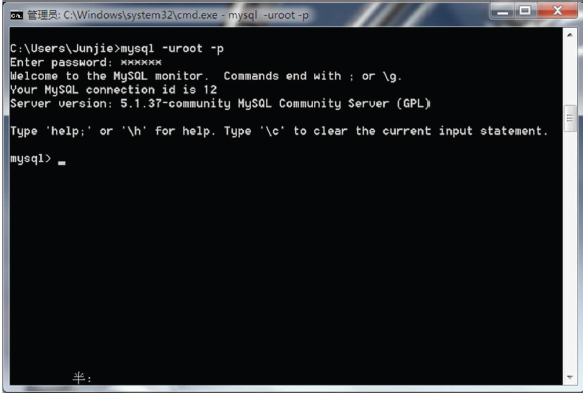 管理员: C:\Windows\system32\cmd.exe - mysql  -uroot -p
C:\Users\Junjie>mysql -uroot -p
Enter password: ******
Welcome to the MySQL monitor.  Commands end with ; or \g.
Your MySQL connection id is 12
Server version: 5.1.37-community MySQL Community Server (GPL)
Type 'help;' or '\h' for help. Type '\c' to clear the current input statement.
mysql> _
半: